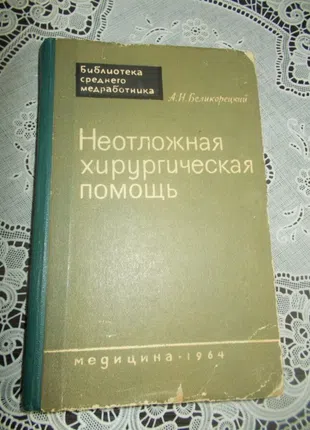 Библиотека
среднего
медработника
А.Н. Великорецкий
Неотложная
хирургическая
помощь
медицина · 1964